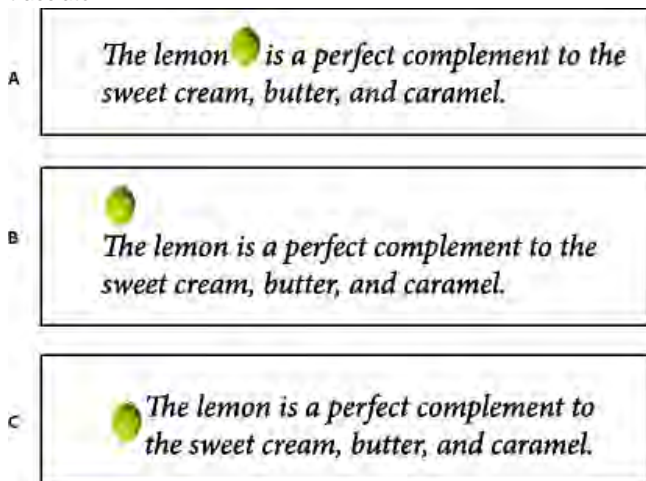 A
The lemon is a perfect complement to the
sweet cream, butter, and caramel.
B
The lemon is a perfect complement to the
sweet cream, butter, and caramel.
C
The lemon is a perfect complement to
the sweet cream, butter, and caramel.